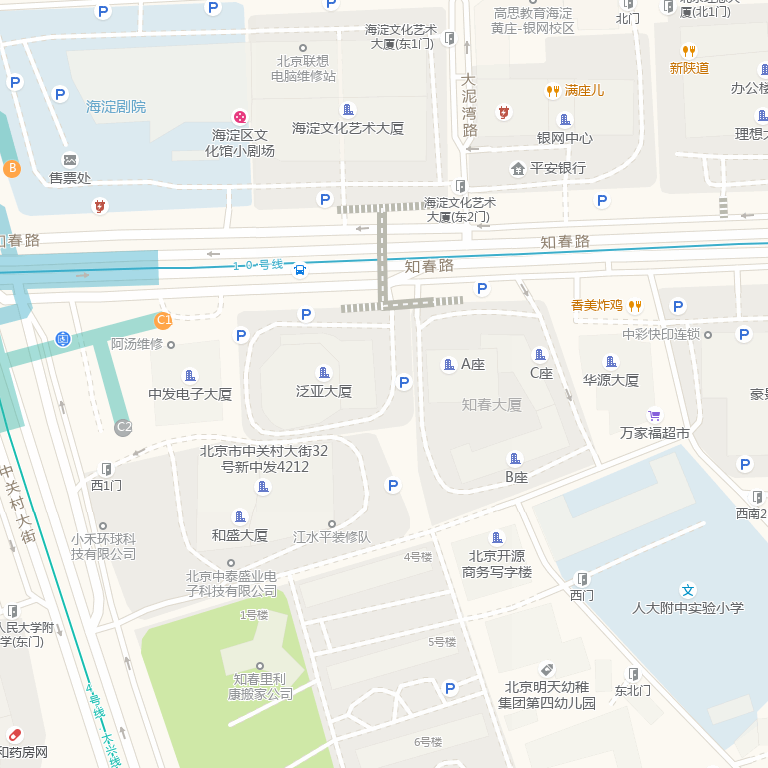 高思教育海淀
黄庄-银网校区
北门
厦(北1门)
海淀文化艺术
大厦(东1门)
新陕道
北京联想
电脑维修站
满座儿
办公楼
海淀剧院
大泥湾路
海淀文化艺术大厦
海淀区文
化馆小剧场
银网中心
理想大
平安银行
B
售票处
海淀文化艺术
大厦(东2门)
知春路
知春路
知春路
10号线
香美炸鸡
C1
阿汤维修
中彩快印连锁
A座
C座
华源大厦
中发电子大厦
泛亚大厦
知春大厦
豪景
C2
万家福超市
北京市中关村大街32
号新中发4212
中关村大街
西1门
B座
西南2
小禾环球科
技有限公司
和盛大厦
江水平装修队
4号楼
北京开源
商务写字楼
北京中泰盛业电
子科技有限公司
西门
人大附中实验小学
1号楼
人民大学附
学(东门)
5号楼
知春里利
康搬家公司
北京明天幼稚
集团第四幼儿园
东北门
4号线-大兴线
6号楼
和药房网